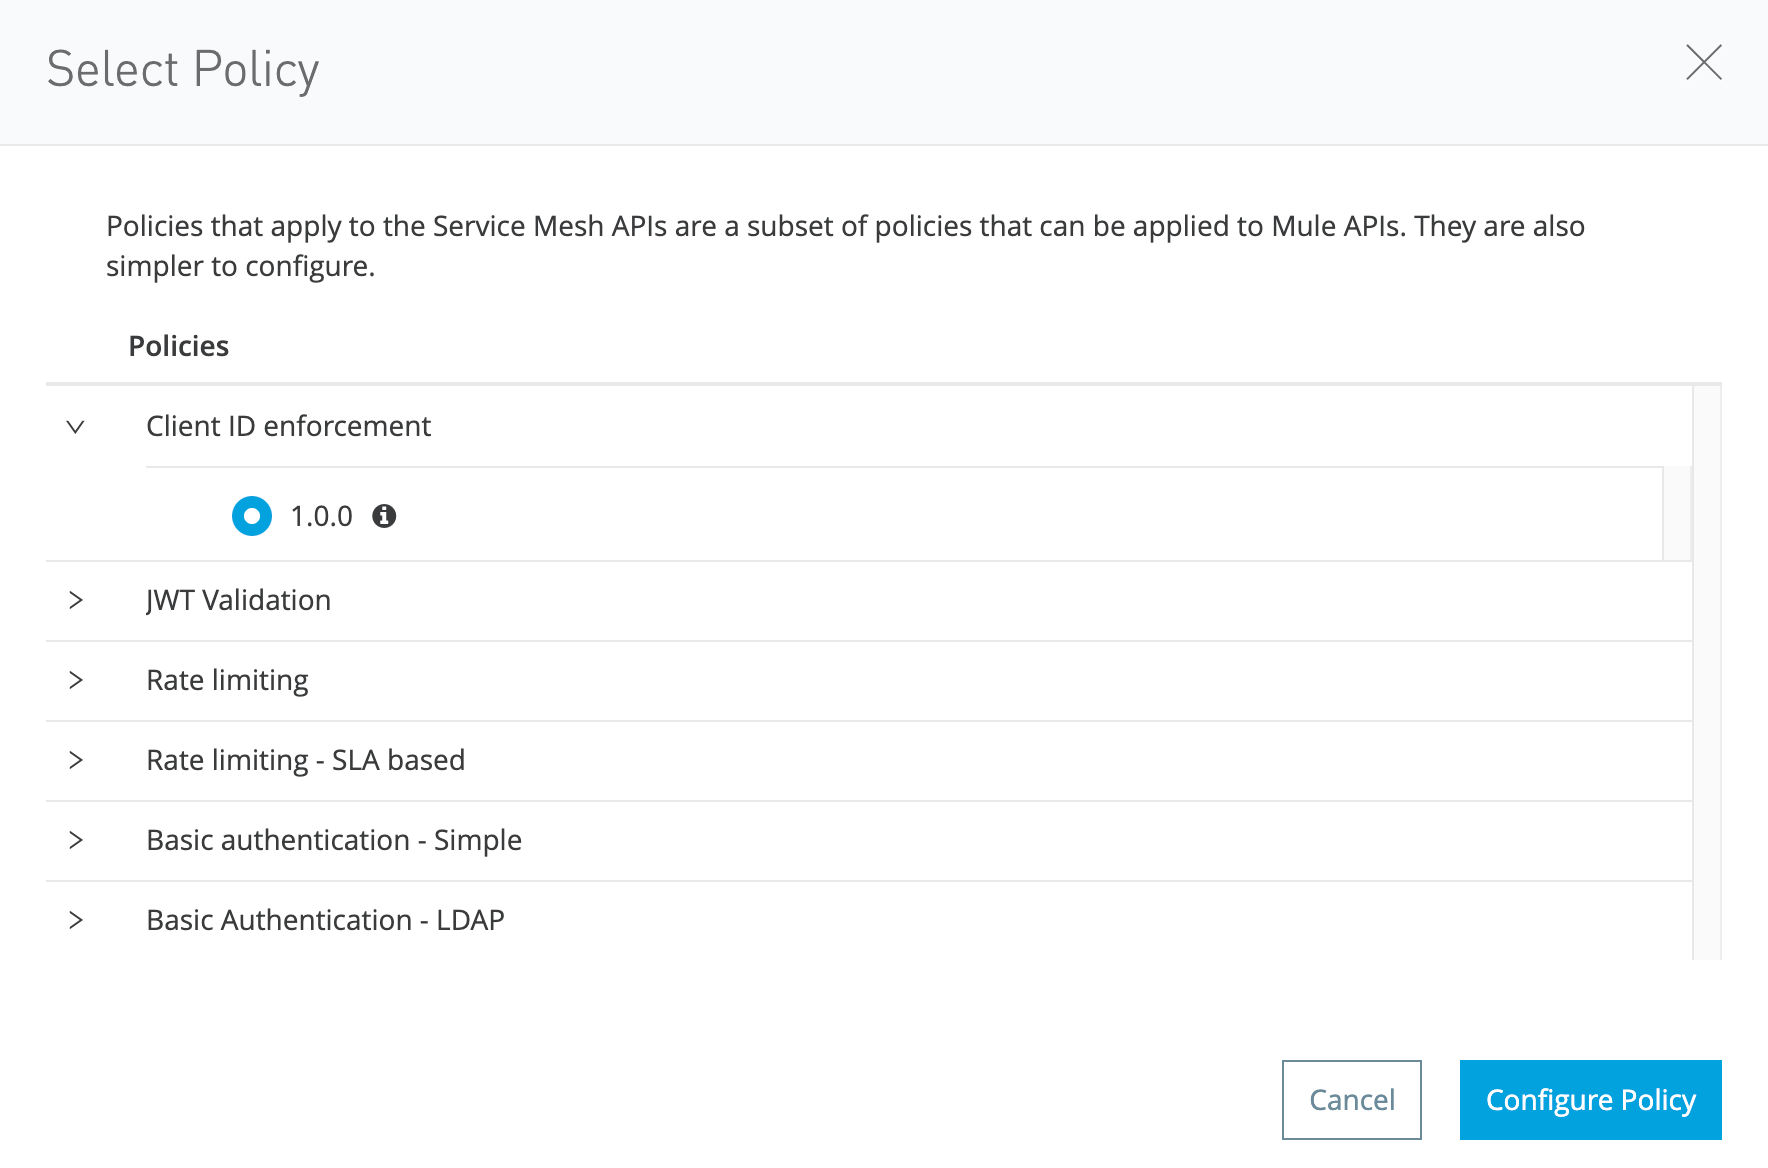 Select Policy
Policies that apply to the Service Mesh APIs are a subset of policies that can be applied to Mule APIs. They are also
simpler to configure.
Policies
Client ID enforcement
1.0.0
JWT Validation
Rate limiting
Rate limiting - SLA based
Basic authentication - Simple
Basic Authentication - LDAP
Cancel
Configure Policy